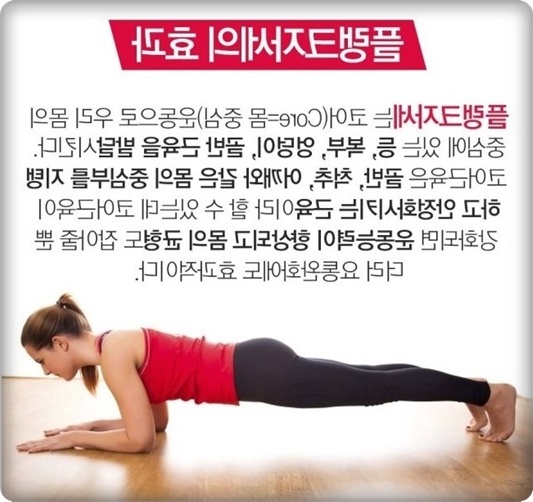 플랭크자세의 효과
플랭크자세는 코어(Core=몸 중심)운동으로 우리 몸의
중심에 있는 등, 복부, 엉덩이, 골반 근육을 발달시킨다.
코어근육은 골반, 척추, 어깨와 같은 몸의 중심부를 지탱
하고 안정화시키는 근육이라 할 수 있는데 코어근육이
강화되면 운동능력이 향상되고 몸의 균형도 잡아줄 뿐
더러 요통완화에도 효과적이다.